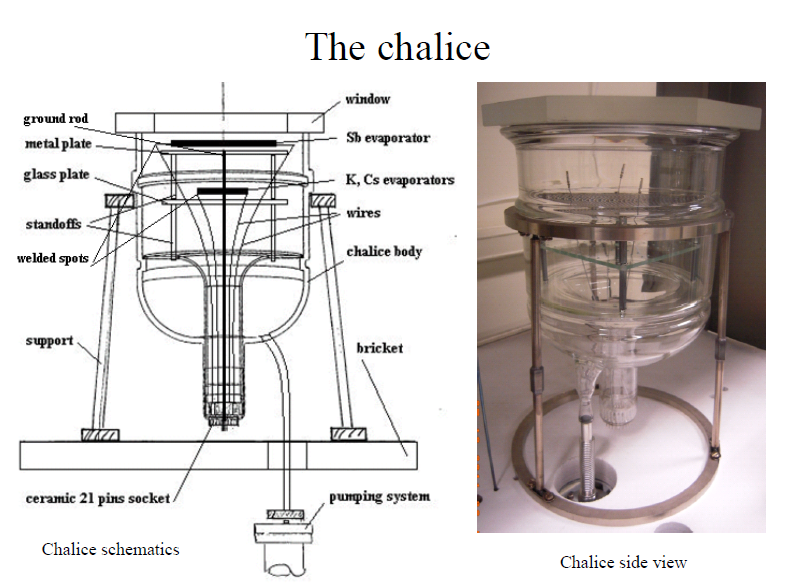 The chalice
window
ground rod
Sb evaporator
metal plate
glass plate
K, Cs evaporators
wires
standoffs
chalice body
welded spots
support
bricket
ceramic 21 pins socket
pumping system
Chalice schematics
Chalice side view